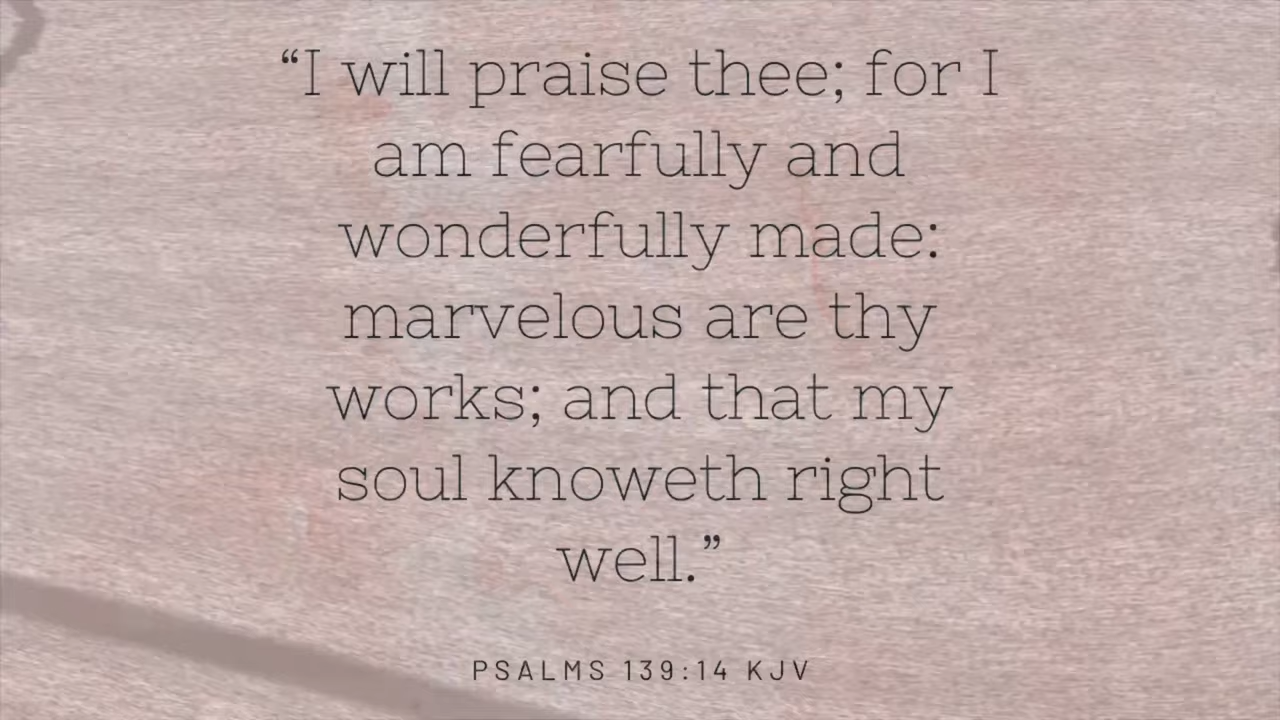 “I will praise thee; for I
am fearfully and
wonderfully made:
marvelous are thy
works; and that my
soul knoweth right
well.”
PSALMS 139:14 KJV